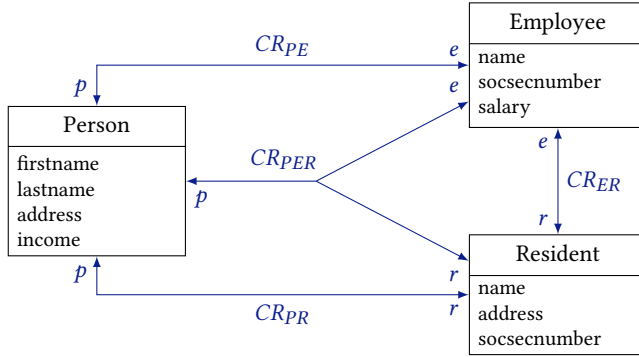 Employee
name
socsecnumber
salary
CR_PE
p
e
e
Person
firstname
lastname
address
income
CR_PER
p
e
CR_ER
r
Resident
name
address
socsecnumber
p
r
r
CR_PR